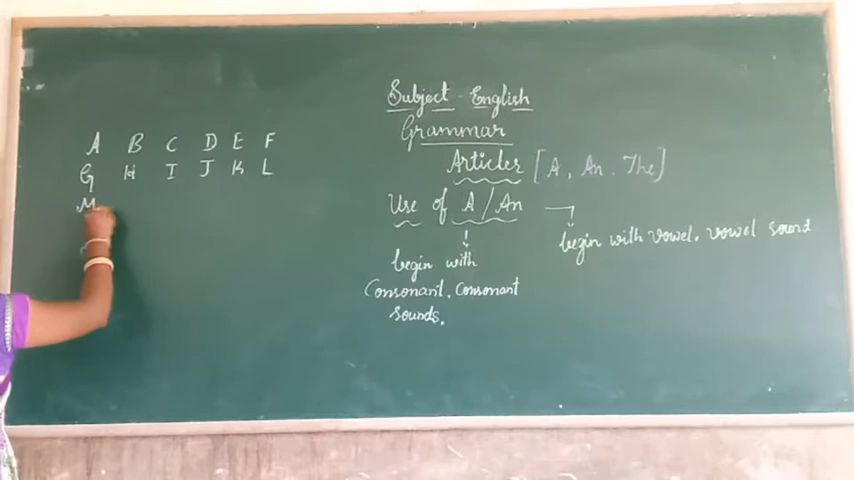 A B C D E F
G H I J K L
M
Subject - English
Grammar
Articles [A, An. The]
Use of A/An
begin with vowel, vowel sound
begin with
Consonant, Consonant
sounds.